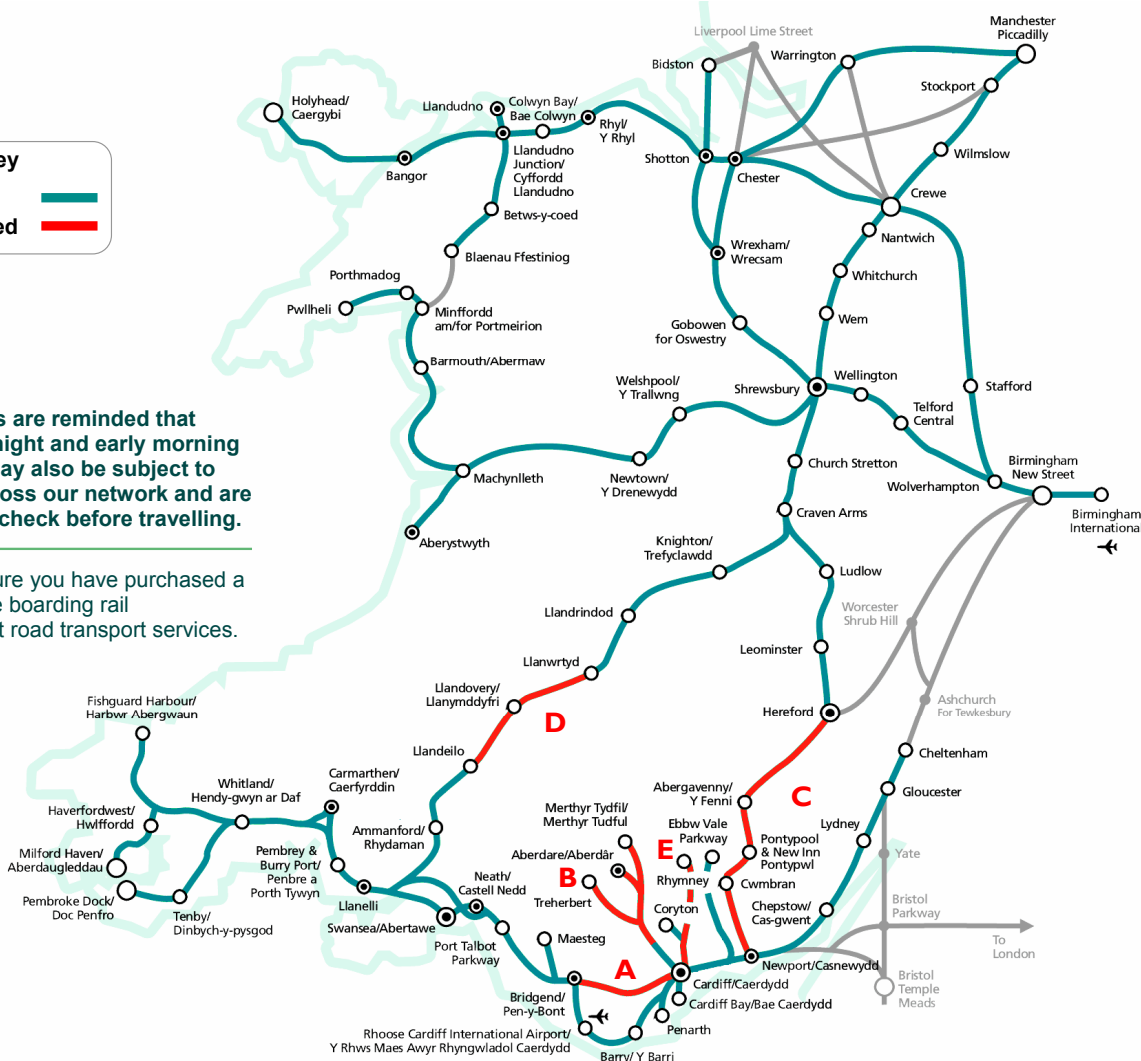 Liverpool Lime Street
Manchester
Piccadilly
Bidston
Warrington
Stockport
Holyhead/
Caergybi
Llandudno
Colwyn Bay/
Bae Colwyn
Rhyl/
Y Rhyl
ey
ed
Bangor
Llandudno
Junction/
Cyffordd
Llandudno
Shotton
Chester
Wilmslow
Crewe
Betws-y-coed
Nantwich
Blaenau Ffestiniog
Wrexham/
Wrecsam
Whitchurch
Porthmadog
Pwllheli
Minffordd
am/for Portmeirion
Gobowen
for Oswestry
Wem
Barmouth/Abermaw
Welshpool/
Y Trallwng
Shrewsbury
Wellington
Stafford
Telford
Central
s are reminded that
night and early morning
ay also be subject to
oss our network and are
check before travelling.
Machynlleth
Newtown/
Y Drenewydd
Church Stretton
Wolverhampton
Birmingham
New Street
Birmingham
International
Craven Arms
Aberystwyth
Knighton/
Trefyclawdd
Ludlow
ure you have purchased a
e boarding rail
t road transport services.
Llandrindod
Worcester
Shrub Hill
Leominster
Llanwrtyd
Llandovery/
Llanymddyfri
D
Hereford
Ashchurch
For Tewkesbury
Fishguard Harbour/
Harbwr Abergwaun
Llandeilo
Cheltenham
Whitland/
Hendy-gwyn ar Daf
Carmarthen/
Caerfyrddin
Abergavenny/
Y Fenni
C
Gloucester
Haverfordwest/
Hwlffordd
Merthyr Tydfil/
Merthyr Tudful
Ebbw Vale
Parkway
Lydney
Ammanford/
Rhydaman
Pontypool
& New Inn
Pontypwl
Yate
Milford Haven/
Aberdaugleddau
Pembrey &
Burry Port/
Penbre a
Porth Tywyn
Aberdare/Aberdâr
E
B
Rhymney
Cwmbran
Neath/
Castell Nedd
Treherbert
Pembroke Dock/
Doc Penfro
Tenby/
Dinbych-y-pysgod
Llanelli
Coryton
Chepstow/
Cas-gwent
Bristol
Parkway
Swansea/Abertawe
Port Talbot
Parkway
Maesteg
To
London
A
Newport/Casnewydd
Cardiff/Caerdydd
Bristol
Temple
Meads
Bridgend/
Pen-y-Bont
Cardiff Bay/Bae Caerdydd
Penarth
Rhoose Cardiff International Airport/
Y Rhws Maes Awyr Rhyngwladol Caerdydd
Barry/ Y Barri